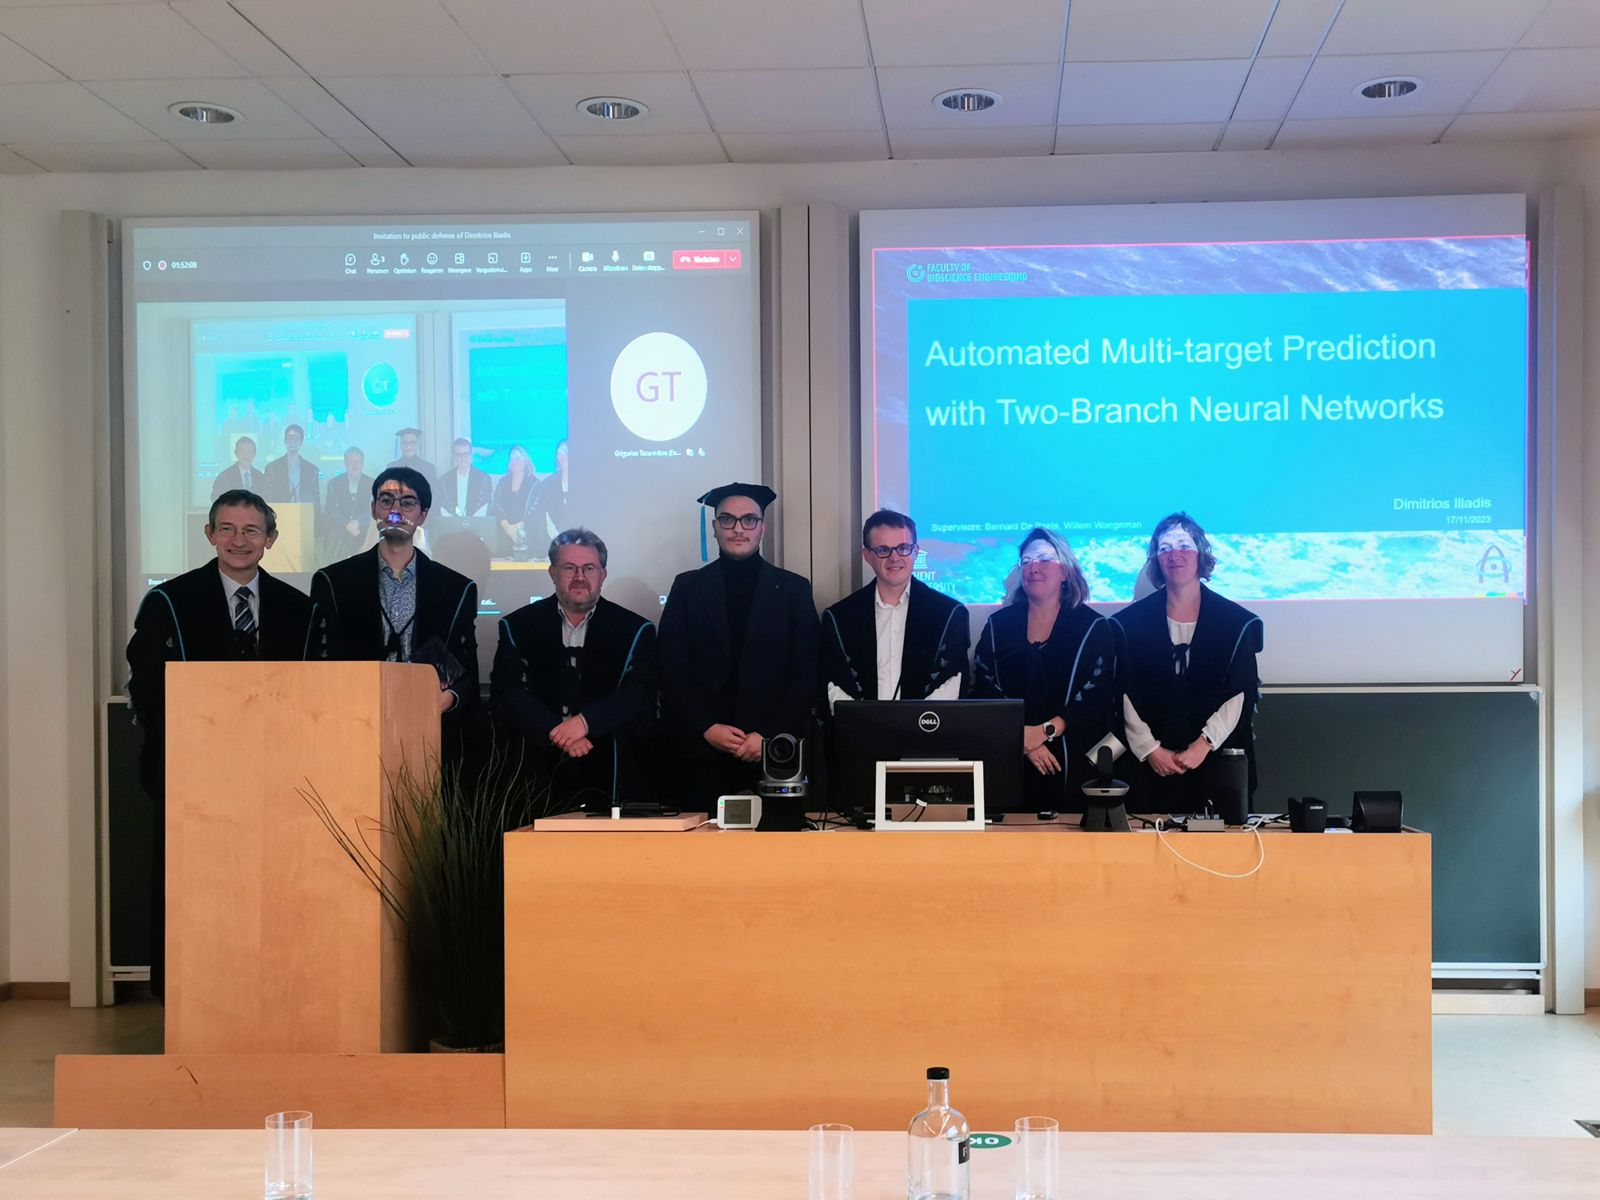 Invitation to public defense of Dimitrios Iliadis
01:52:08
3
Chat
Personen
Opsteken
Reageren
Weergave
Apps
Meer
Camera
Microfoon
Verlaten
GT
FACULTY OF
BIOSCIENCE ENGINEERING
Automated Multi-target Prediction
with Two-Branch Neural Networks
Dimitrios Iliadis
17/11/2023
Supervisors: Bernard De Baets, Willem Waegeman
DELL
OK